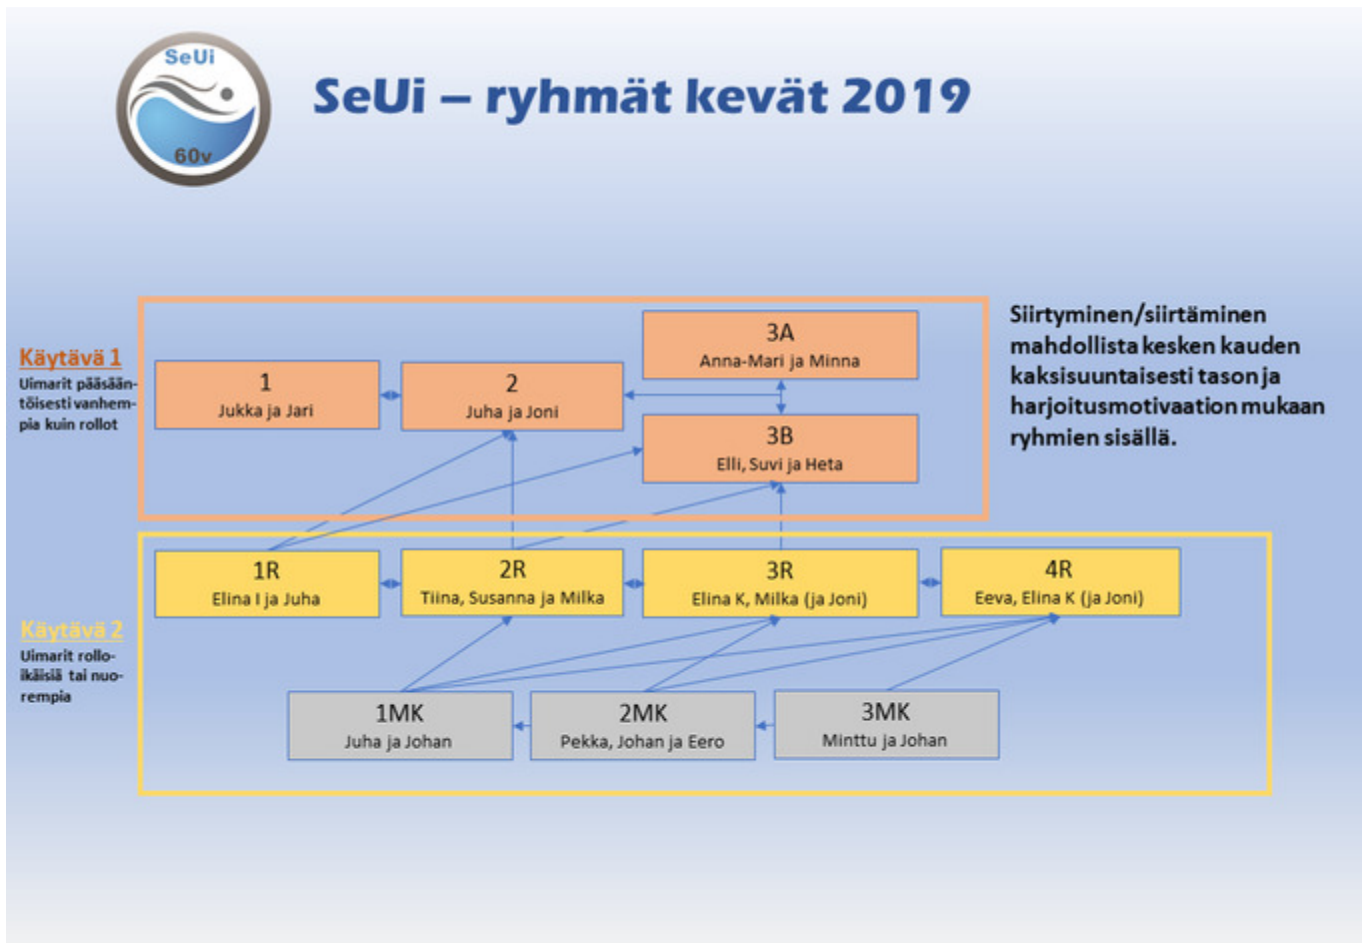 SeUi
60v
SeUi – ryhmät kevät 2019
Käytävä 1
Uimarit pääsään-
töisesti vanhem-
pia kuin rollot
1
Jukka ja Jari
2
Juha ja Joni
3A
Anna-Mari ja Minna
3B
Elli, Suvi ja Heta
Siirtyminen/siirtäminen
mahdollista kesken kauden
kaksisuuntaisesti tason ja
harjoitusmotivaation mukaan
ryhmien sisällä.
Käytävä 2
Uimarit rollo-
ikäisiä tai nuo-
rempia
1R
Elina I ja Juha
2R
Tiina, Susanna ja Milka
3R
Elina K, Milka (ja Joni)
4R
Eeva, Elina K (ja Joni)
1MK
Juha ja Johan
2MK
Pekka, Johan ja Eero
3MK
Minttu ja Johan